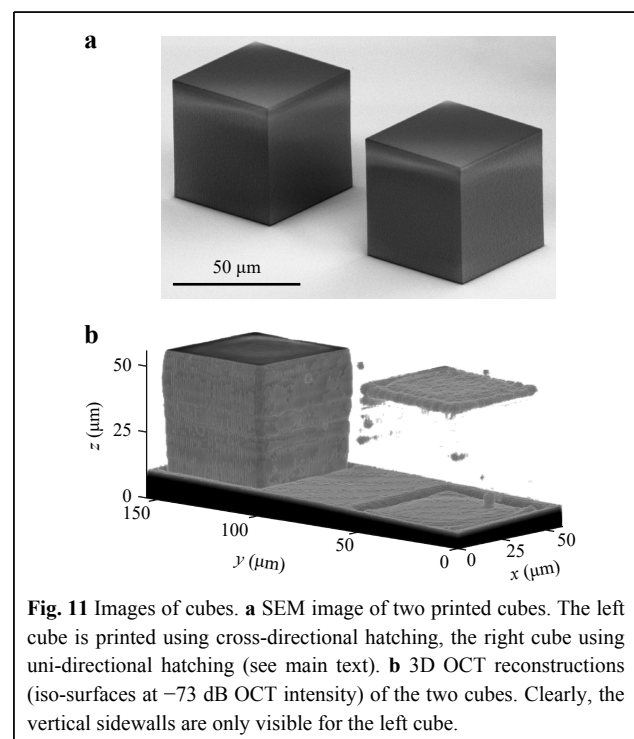 a
50 μm
b
50
25
0
z (μm)
150
100
50
0
y (μm)
0
25
50
x (μm)
Fig. 11 Images of cubes. a SEM image of two printed cubes. The left
cube is printed using cross-directional hatching, the right cube using
uni-directional hatching (see main text). b 3D OCT reconstructions
(iso-surfaces at −73 dB OCT intensity) of the two cubes. Clearly, the
vertical sidewalls are only visible for the left cube.